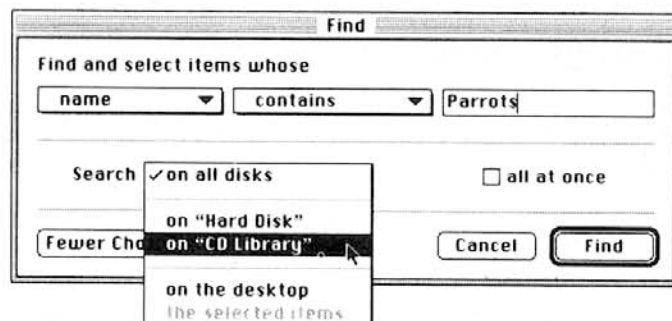 Find
Find and select items whose
name contains Parrots
Search ✓on all disks all at once
on “Hard Disk”
Fewer Cho on “CD Library” Cancel Find
on the desktop
the selected items